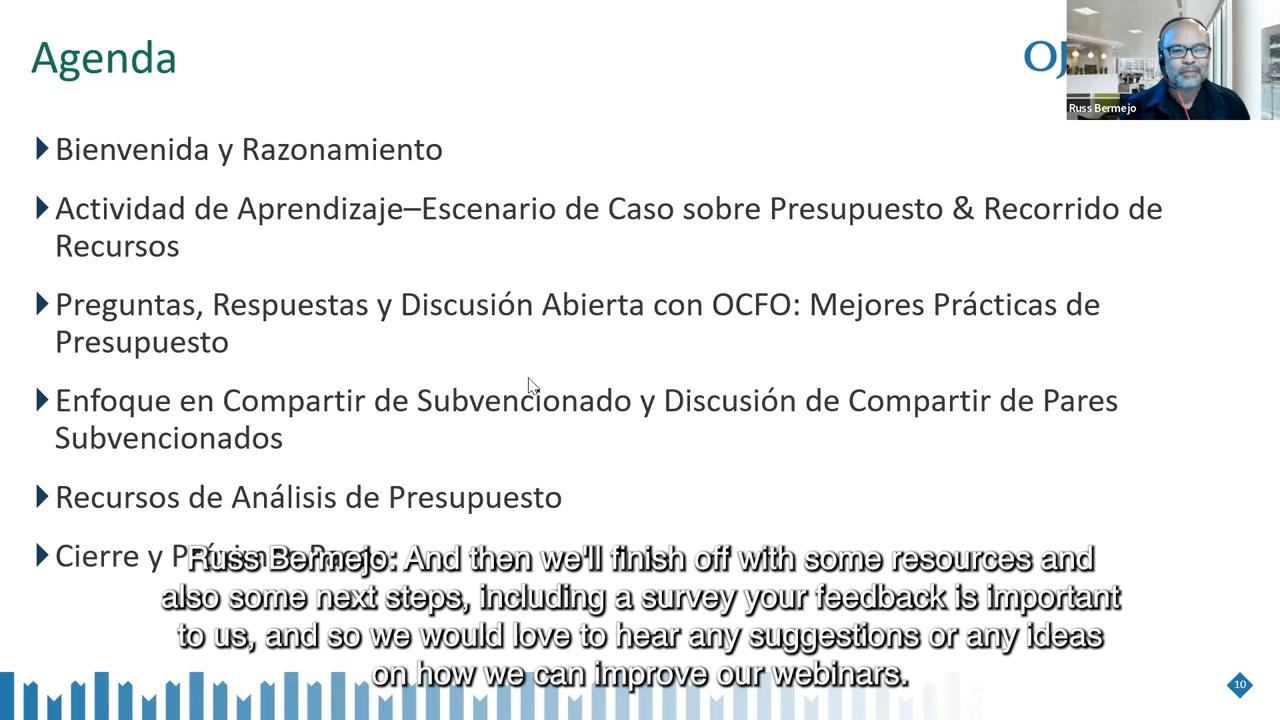 Agenda
OJ
Russ Bermejo
Bienvenida y Razonamiento
Actividad de Aprendizaje–Escenario de Caso sobre Presupuesto & Recorrido de
Recursos
Preguntas, Respuestas y Discusión Abierta con OCFO: Mejores Prácticas de
Presupuesto
Enfoque en Compartir de Subvencionado y Discusión de Compartir de Pares
Subvencionados
Recursos de Análisis de Presupuesto
Cierre y
Russ Bermejo: And then we'll finish off with some resources and
also some next steps, including a survey your feedback is important
to us, and so we would love to hear any suggestions or any ideas
on how we can improve our webinars.
10